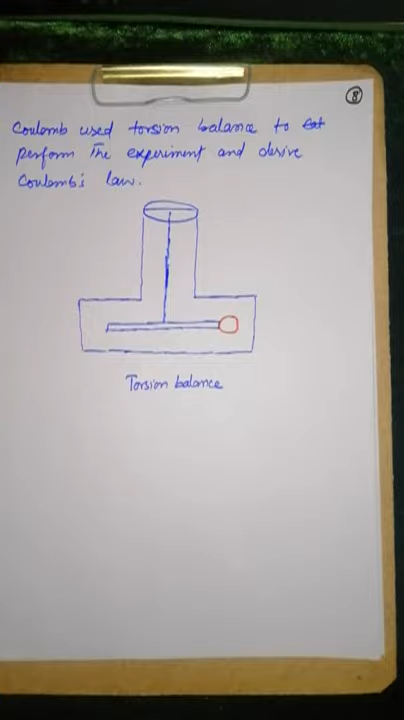 8
Coulomb used torsion balance to
perform The experiment and derive
Coulomb's law.
Torsion balance